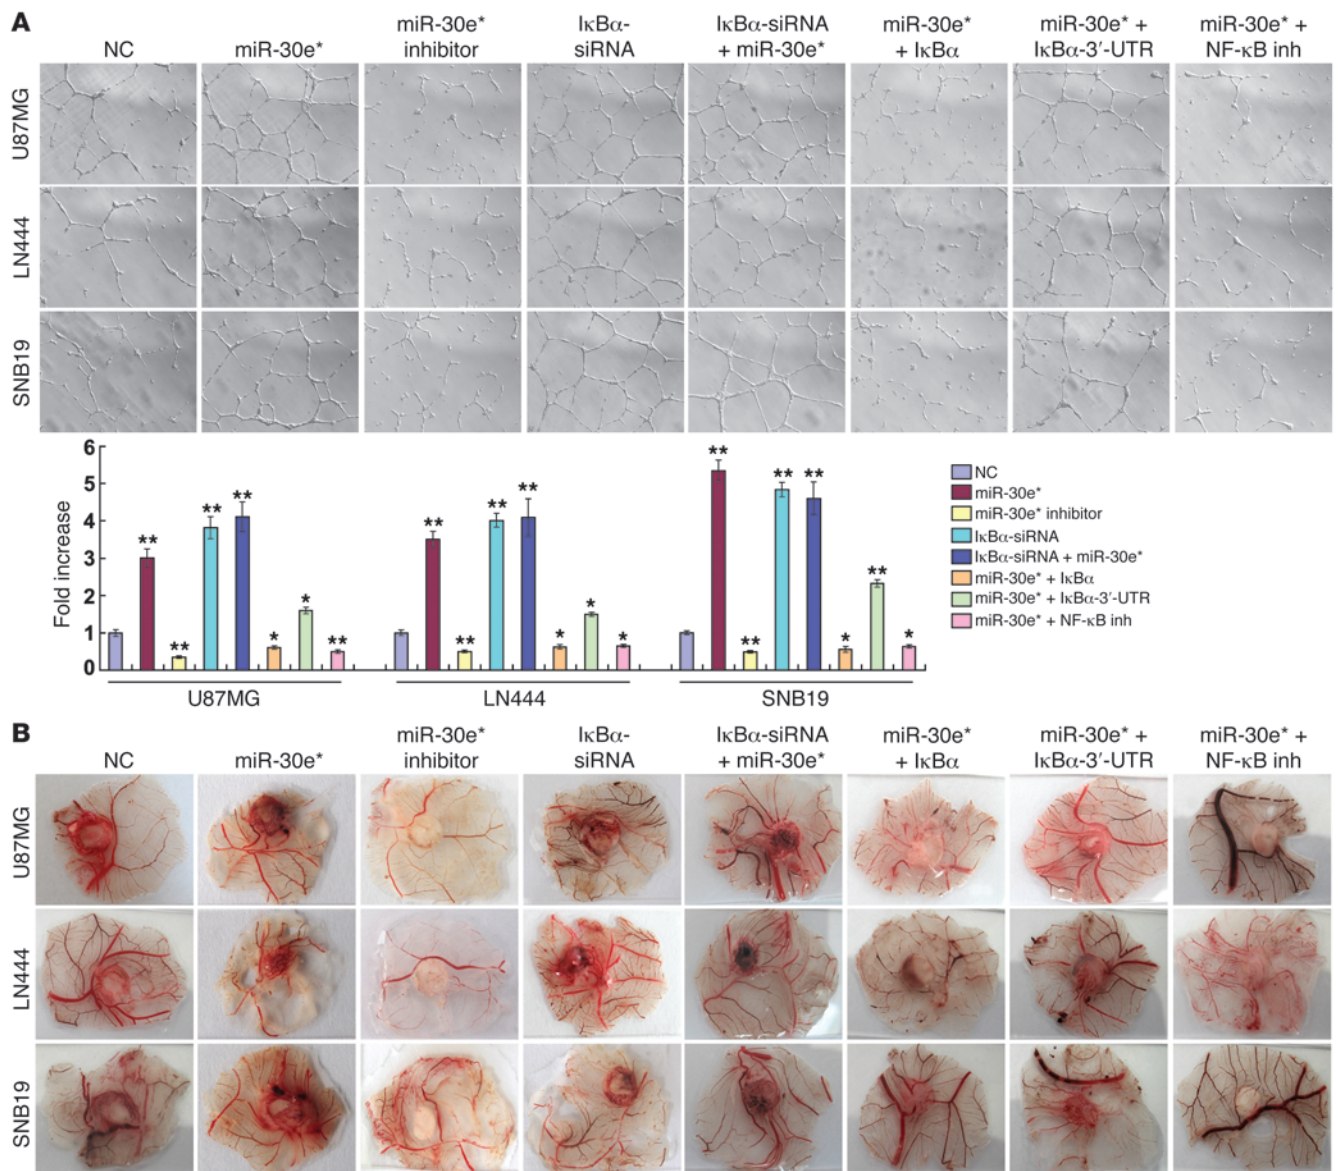 A
NC
miR-30e*
miR-30e*
inhibitor
IκBα-
siRNA
IκBα-siRNA
+ miR-30e*
miR-30e*
+ IκBα
miR-30e* +
IκBα-3′-UTR
miR-30e* +
NF-κB inh
U87MG
LN444
SNB19
Fold increase
6
5
4
3
2
1
0
**
**
**
**
*
*
**
**
**
**
**
*
*
*
**
**
**
**
*
**
*
U87MG
LN444
SNB19
NC
miR-30e*
miR-30e* inhibitor
IκBα-siRNA
IκBα-siRNA + miR-30e*
miR-30e* + IκBα
miR-30e* + IκBα-3′-UTR
miR-30e* + NF-κB inh
B
NC
miR-30e*
miR-30e*
inhibitor
IκBα-
siRNA
IκBα-siRNA
+ miR-30e*
miR-30e*
+ IκBα
miR-30e* +
IκBα-3′-UTR
miR-30e* +
NF-κB inh
U87MG
LN444
SNB19